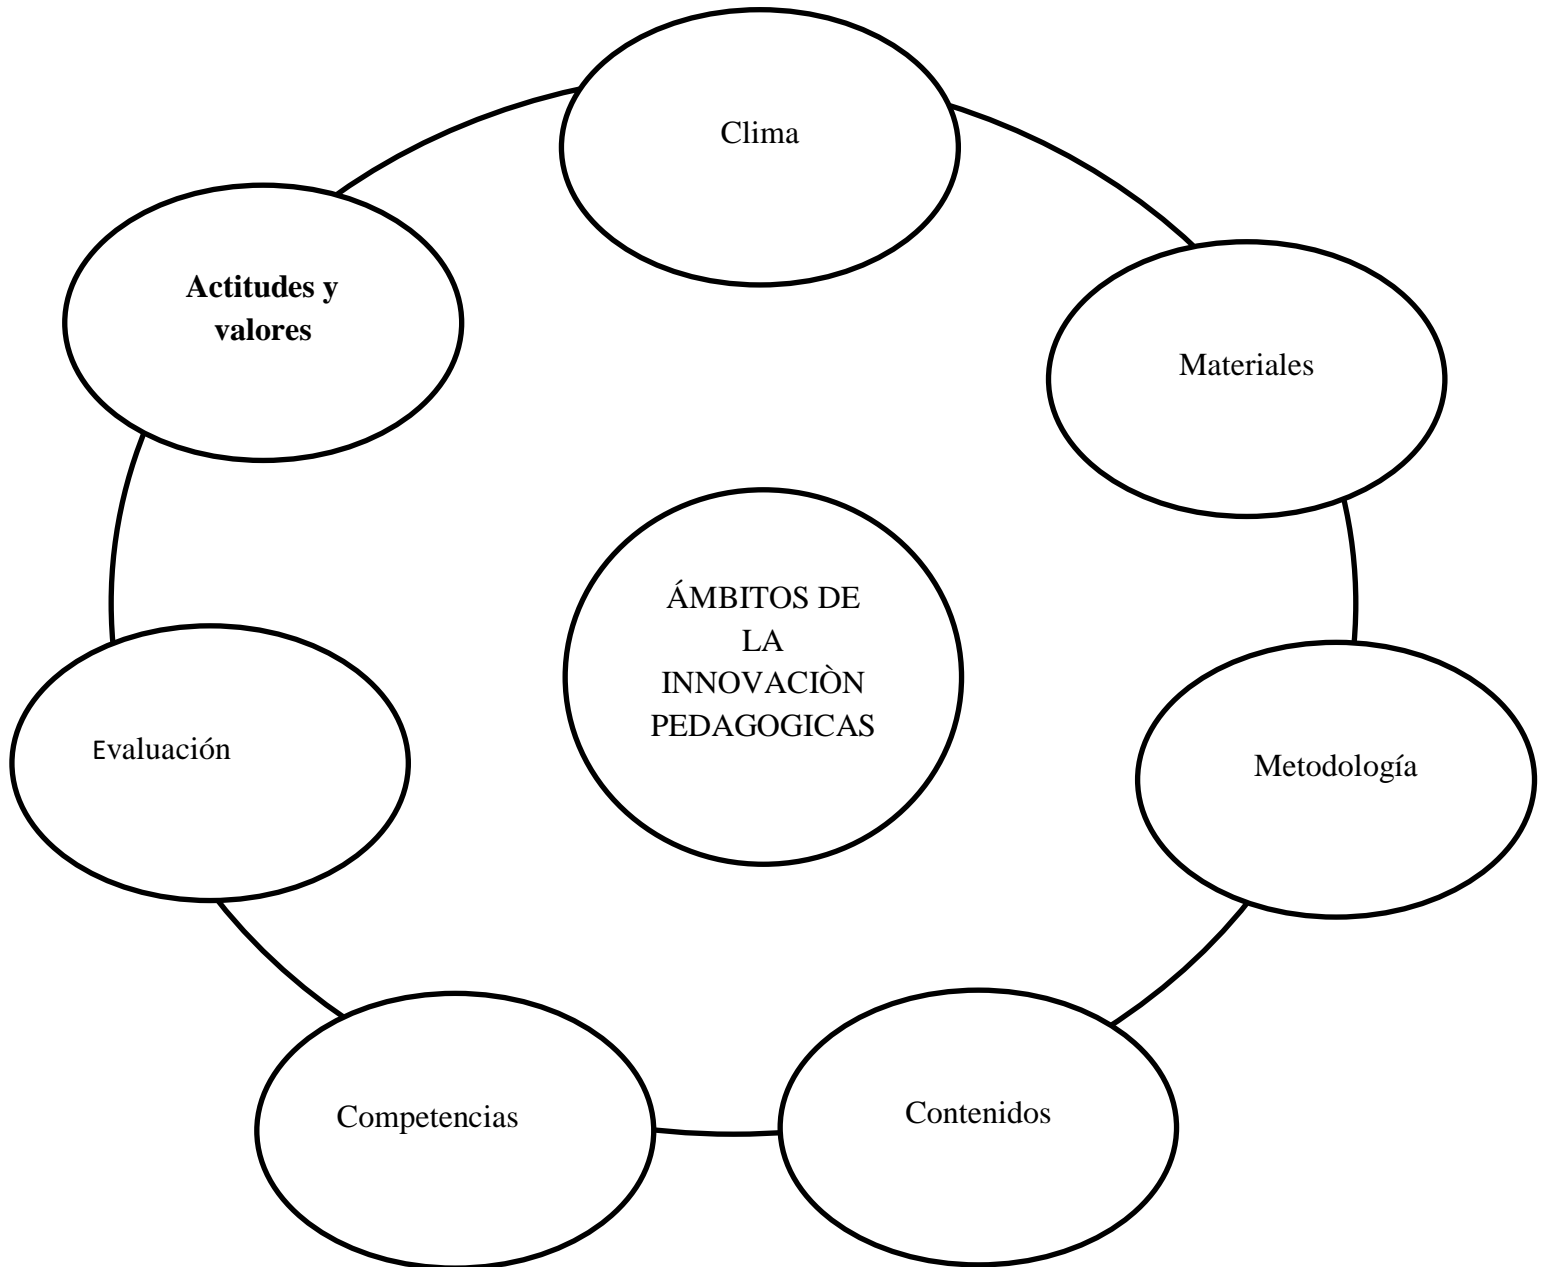 Clima
Actitudes y
valores
Materiales
ÁMBITOS DE
LA
INNOVACIÒN
PEDAGOGICAS
Evaluación
Metodología
Competencias
Contenidos